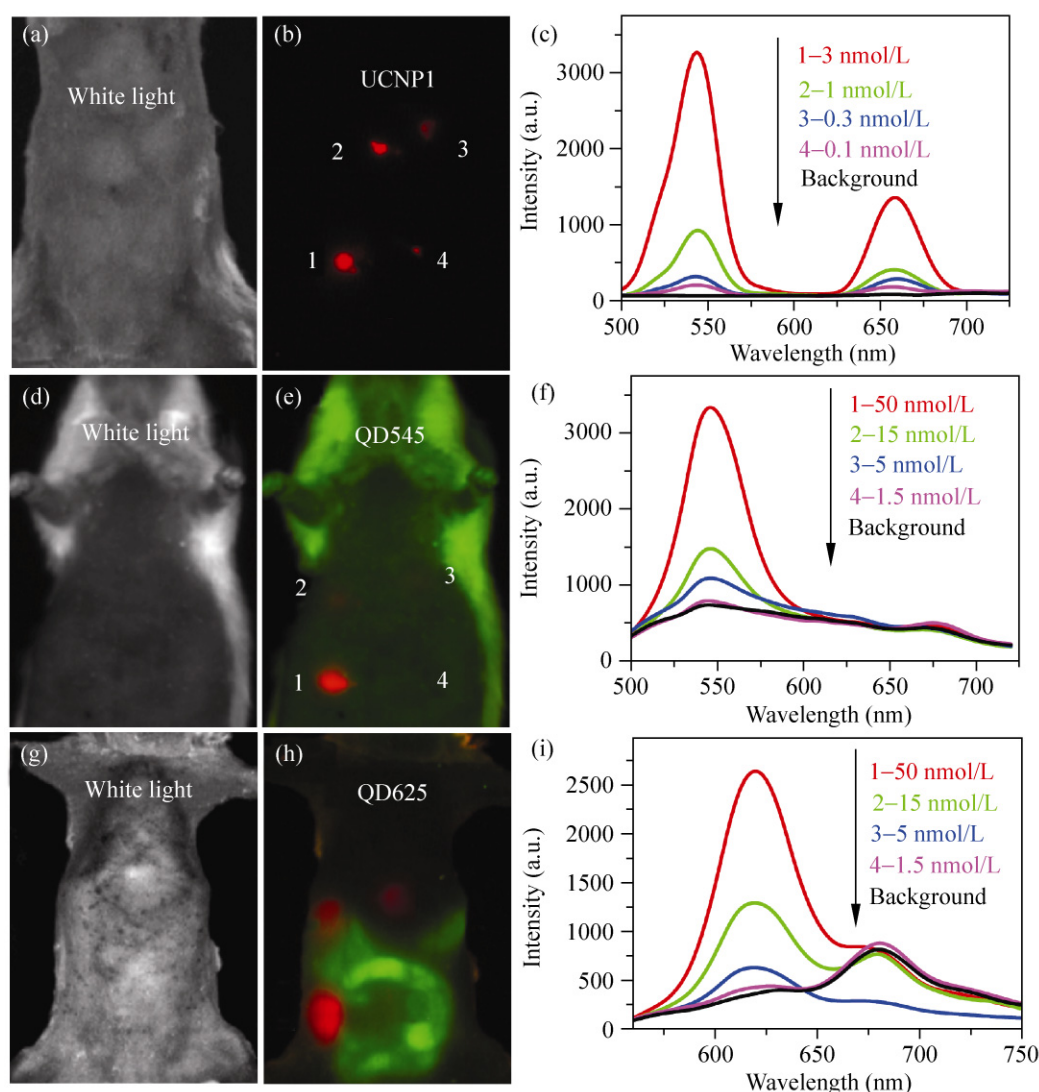 (a)
White light
(b)
UCNP1
2
3
1
4
(c)
Intensity (a.u.)
3000
2000
1000
0
500
550
600
650
700
Wavelength (nm)
1−3 nmol/L
2−1 nmol/L
3−0.3 nmol/L
4−0.1 nmol/L
Background
(d)
White light
(e)
QD545
2
3
1
4
(f)
Intensity (a.u.)
3000
2000
1000
0
500
550
600
650
700
Wavelength (nm)
1−50 nmol/L
2−15 nmol/L
3−5 nmol/L
4−1.5 nmol/L
Background
(g)
White light
(h)
QD625
(i)
Intensity (a.u.)
2500
2000
1500
1000
500
0
600
650
700
750
Wavelength (nm)
1−50 nmol/L
2−15 nmol/L
3−5 nmol/L
4−1.5 nmol/L
Background